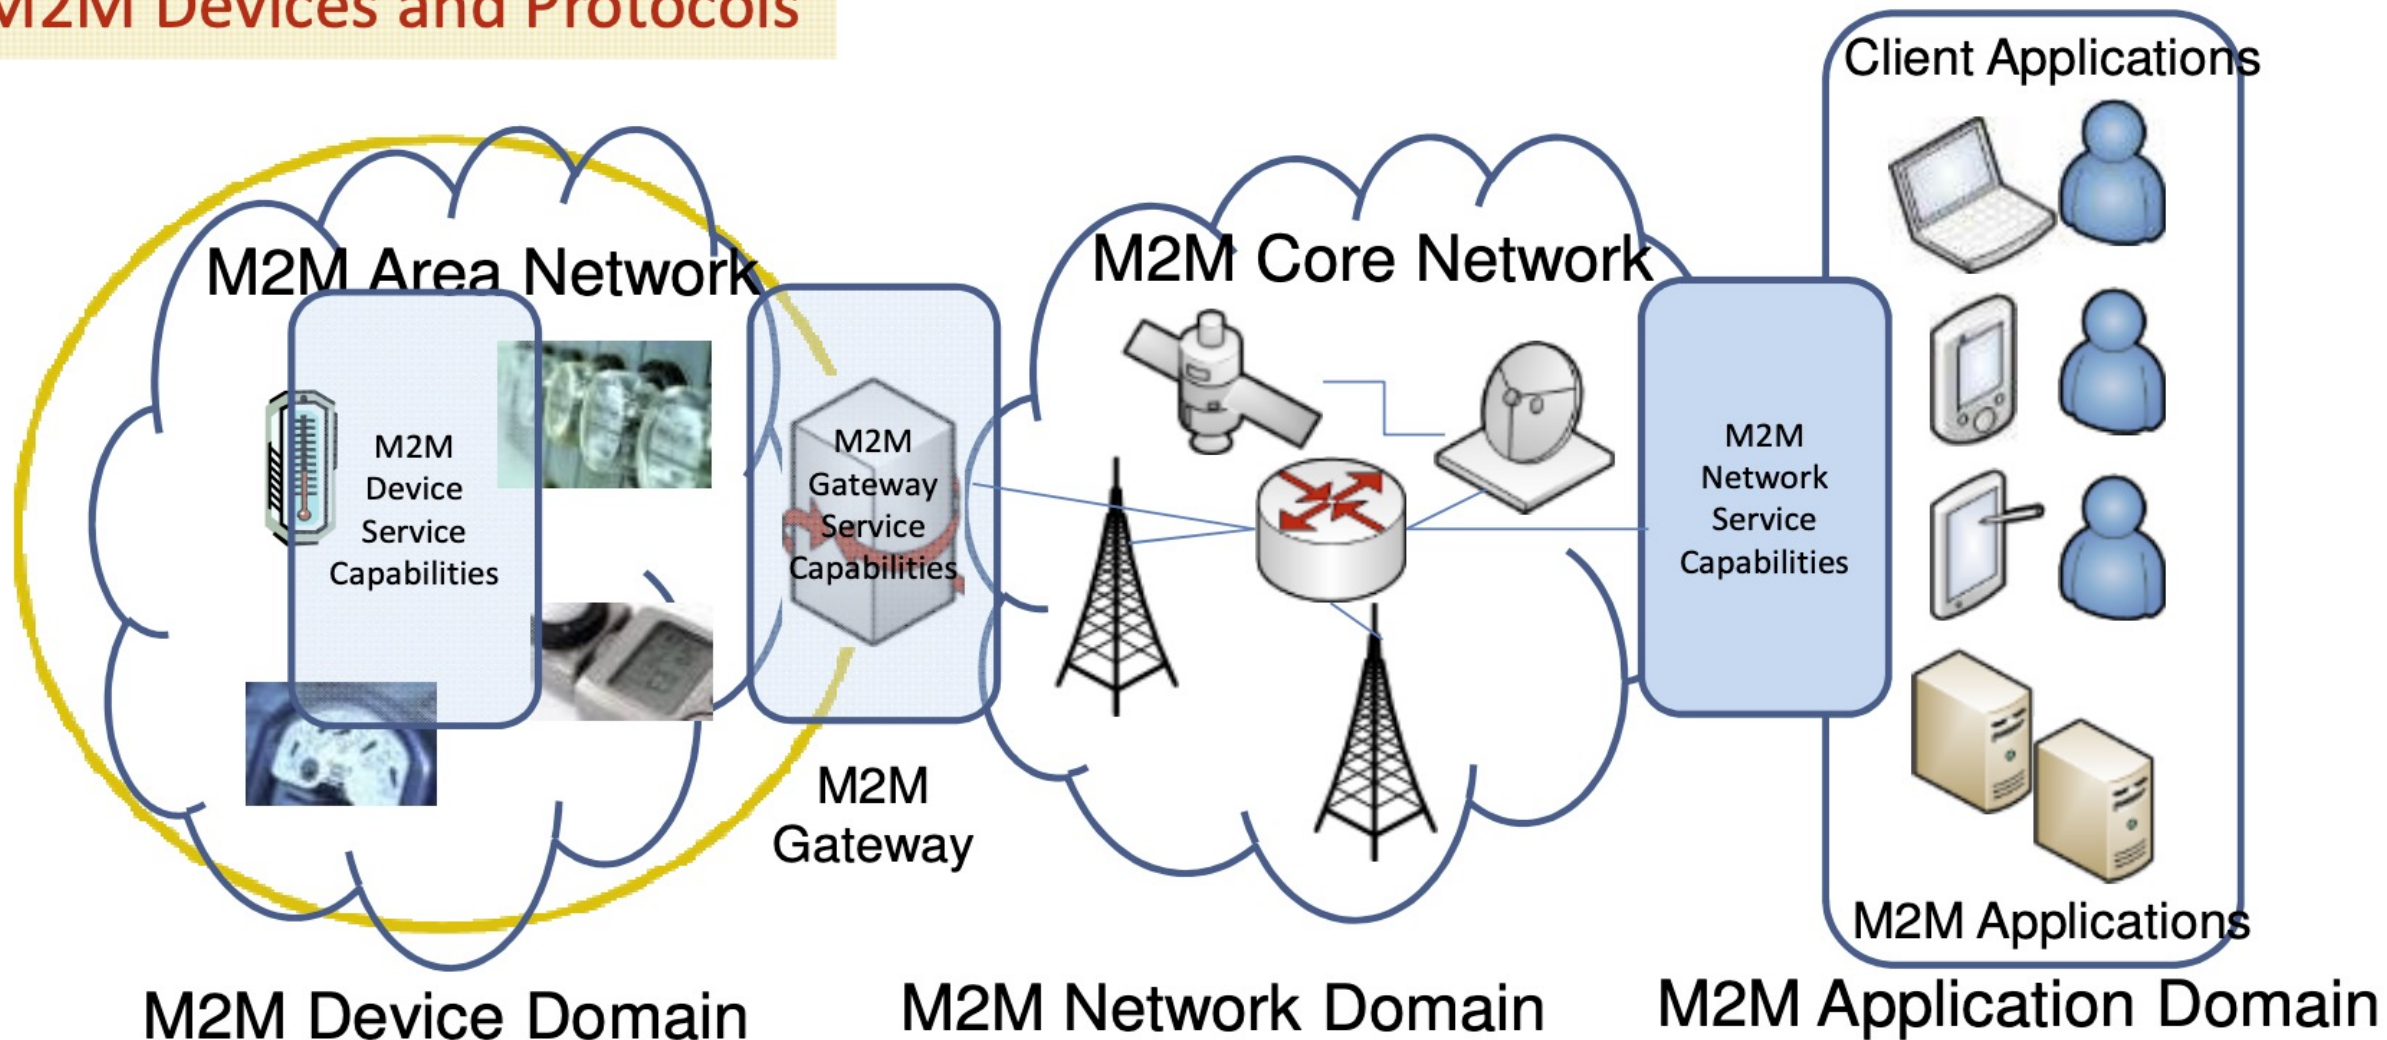 M2M Devices and Protocols
Client Applications
M2M Area Network
M2M Core Network
M2M
Device
Service
Capabilities
M2M
Gateway
Service
Capabilities
M2M
Network
Service
Capabilities
M2M
Gateway
M2M Applications
M2M Device Domain
M2M Network Domain
M2M Application Domain